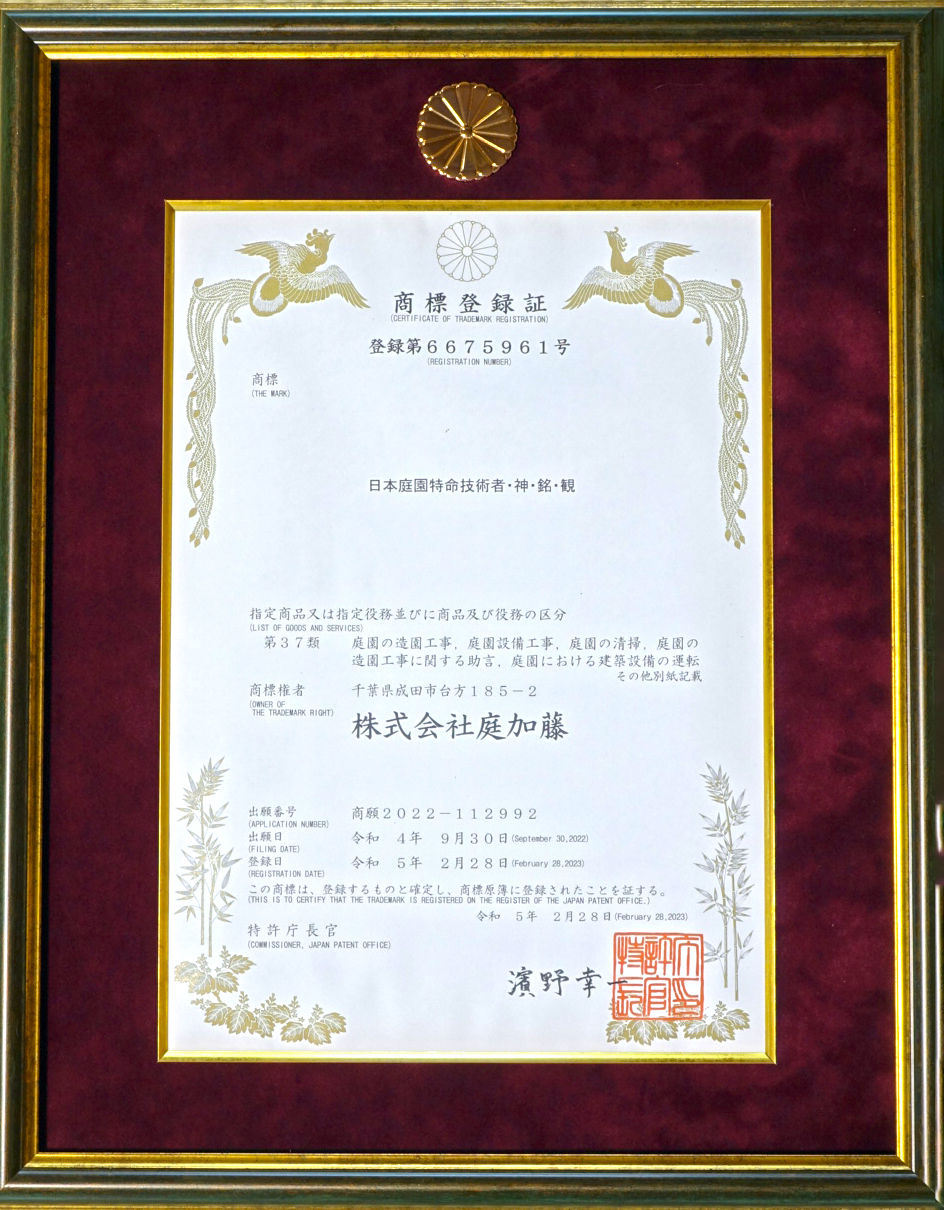 商標登録証
(CERTIFICATE OF TRADEMARK REGISTRATION)
登録第6675961号
(REGISTRATION NUMBER)
商標
(THE MARK)
日本庭園特命技術者・神・銘・観
指定商品又は指定役務並びに商品及び役務の区分
(LIST OF GOODS AND SERVICES)
第37類 庭園の造園工事,庭園設備工事,庭園の清掃,庭園の
造園工事に関する助言,庭園における建築設備の運転
その他別紙記載
商標権者 千葉県成田市台方185-2
(OWNER OF
THE TRADEMARK RIGHT)
株式会社庭加藤
出願番号 商願2022-112992
(APPLICATION NUMBER)
出願日 令和 4年 9月30日(September 30,2022)
(FILING DATE)
登録日 令和 5年 2月28日(February 28,2023)
(REGISTRATION DATE)
この商標は、登録するものと確定し、商標原簿に登録されたことを証する。
(THIS IS TO CERTIFY THAT THE TRADEMARK IS REGISTERED ON THE REGISTER OF THE JAPAN PATENT OFFICE.)
令和 5年 2月28日(February 28,2023)
特許庁長官
(COMMISSIONER, JAPAN PATENT OFFICE)
濱野幸一